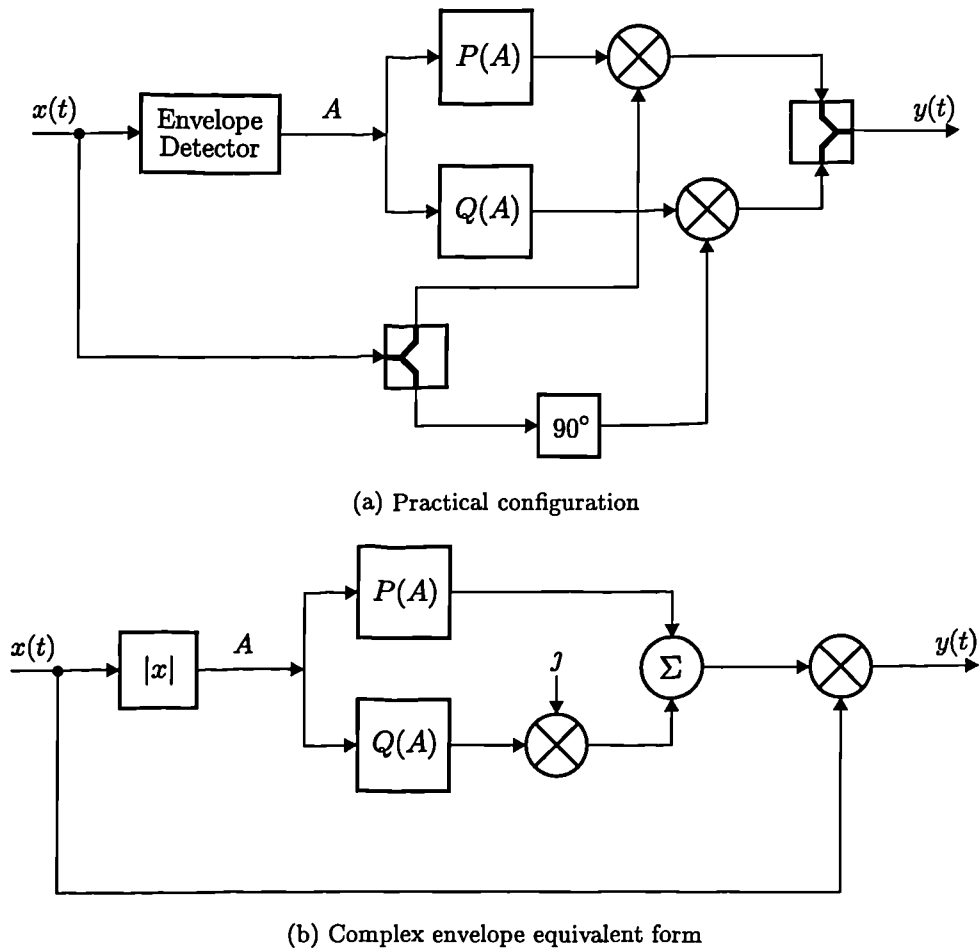 P(A)
x(t)
Envelope
Detector
A
y(t)
Q(A)
90°
(a) Practical configuration
P(A)
x(t)
|x|
A
Σ
y(t)
ȷ
Q(A)
(b) Complex envelope equivalent form